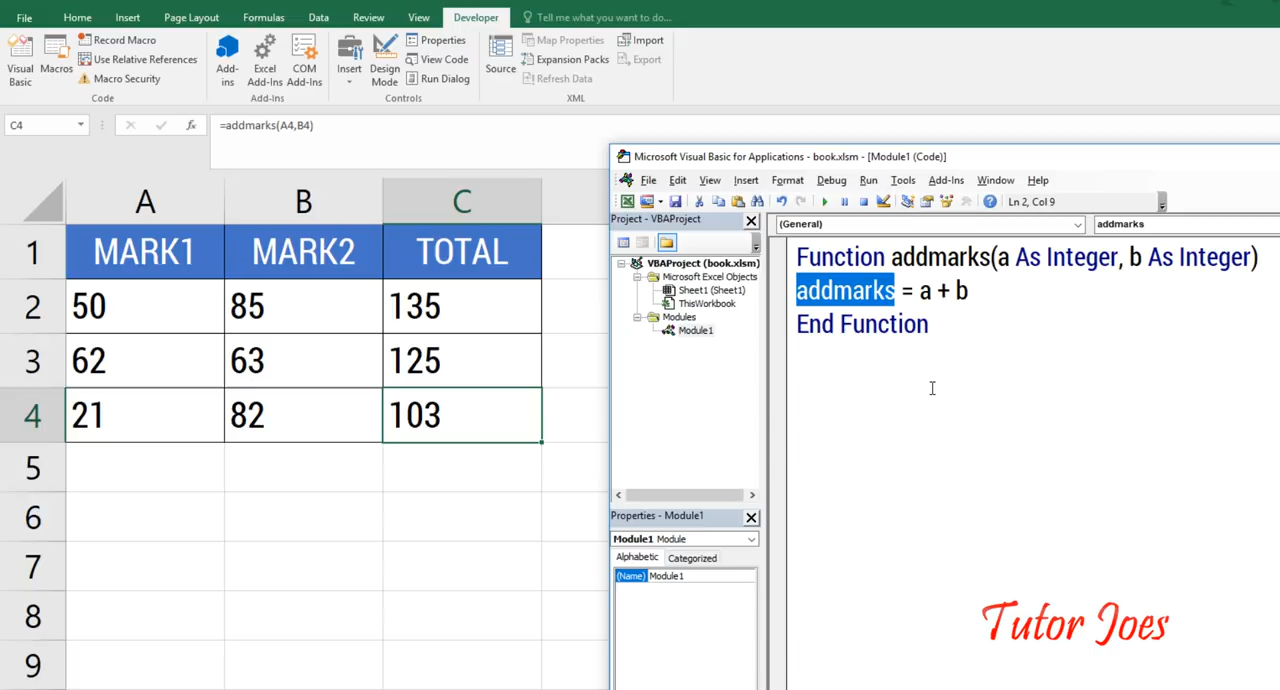 File Home Insert Page Layout Formulas Data Review View Developer Tell me what you want to do...
Visual Basic
Macros
Record Macro
Use Relative References
Macro Security
Code
Add-ins
Excel Add-Ins
COM Add-Ins
Add-Ins
Insert
Design Mode
Properties
View Code
Run Dialog
Controls
Source
Map Properties
Expansion Packs
Refresh Data
Import
Export
XML
C4 fx =addmarks(A4,B4)
A B C
1 MARK1 MARK2 TOTAL
2 50 85 135
3 62 63 125
4 21 82 103
5
6
7
8
9
Microsoft Visual Basic for Applications - book.xlsm - [Module1 (Code)]
File Edit View Insert Format Debug Run Tools Add-Ins Window Help
Ln 2, Col 9
Project - VBAProject
VBAProject (book.xlsm)
Microsoft Excel Objects
Sheet1 (Sheet1)
ThisWorkbook
Modules
Module1
Properties - Module1
Module1 Module
Alphabetic Categorized
(Name) Module1
(General) addmarks
Function addmarks(a As Integer, b As Integer)
addmarks = a + b
End Function
Tutor Joes